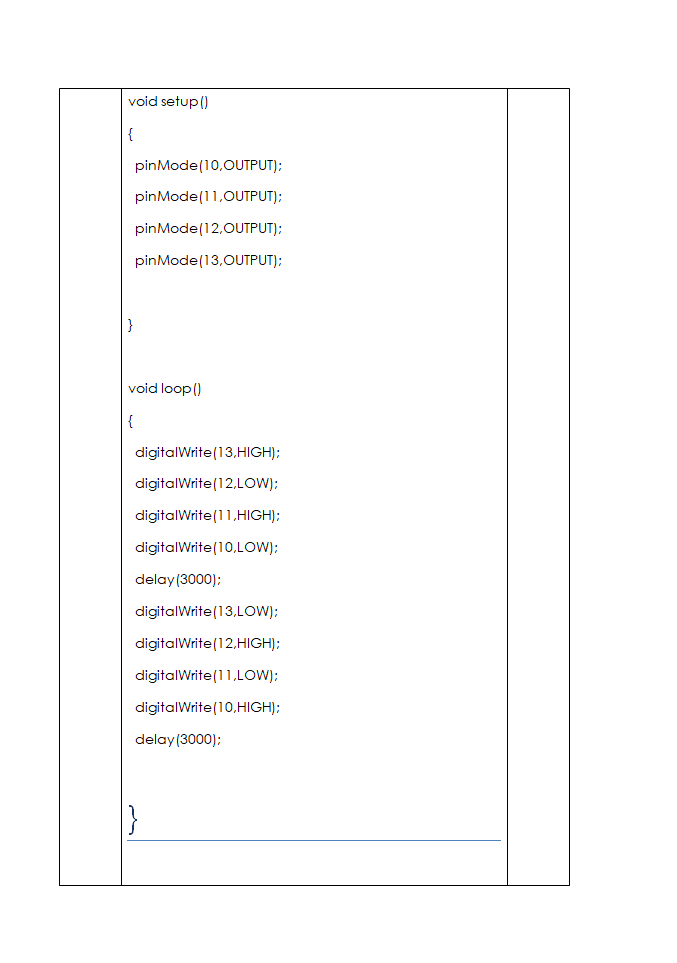 void setup()
{
pinMode(10,OUTPUT);
pinMode(11,OUTPUT);
pinMode(12,OUTPUT);
pinMode(13,OUTPUT);
}
void loop()
{
digitalWrite(13,HIGH);
digitalWrite(12,LOW);
digitalWrite(11,HIGH);
digitalWrite(10,LOW);
delay(3000);
digitalWrite(13,LOW);
digitalWrite(12,HIGH);
digitalWrite(11,LOW);
digitalWrite(10,HIGH);
delay(3000);
}